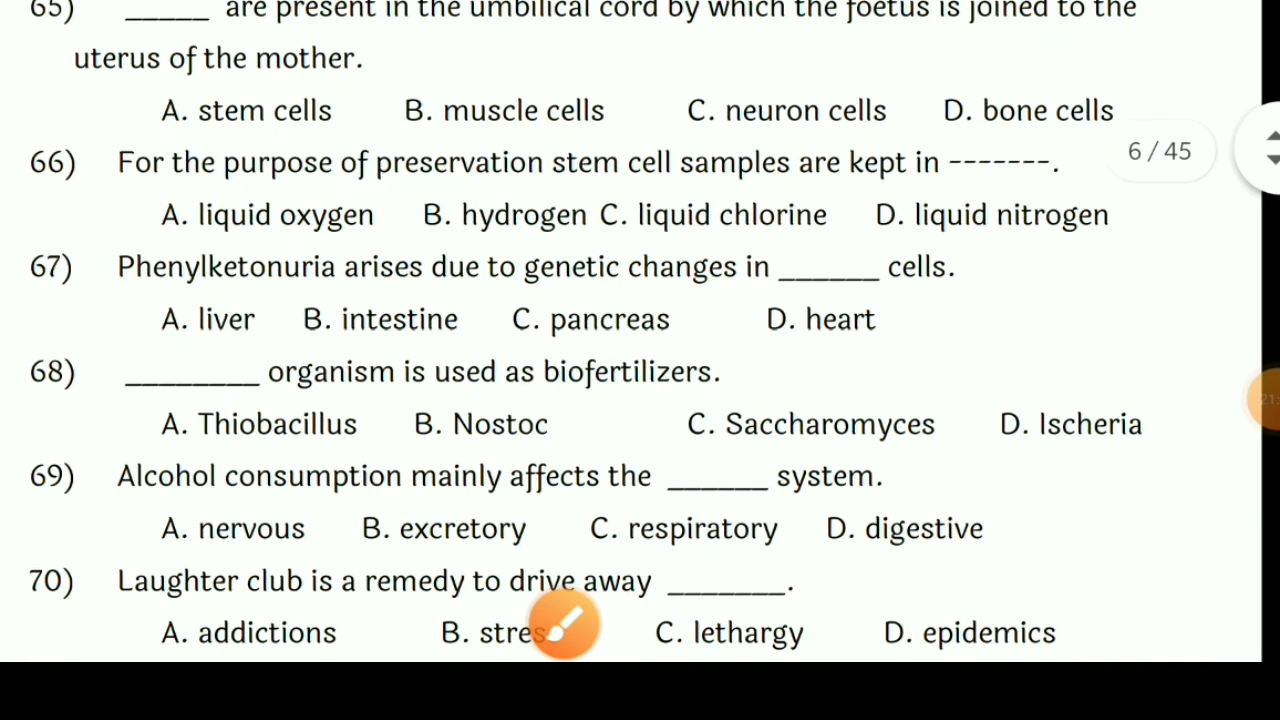 65) _____ are present in the umbilical cord by which the foetus is joined to the
uterus of the mother.
A. stem cells B. muscle cells C. neuron cells D. bone cells
6 / 45
66) For the purpose of preservation stem cell samples are kept in -------.
A. liquid oxygen B. hydrogen C. liquid chlorine D. liquid nitrogen
67) Phenylketonuria arises due to genetic changes in ______ cells.
A. liver B. intestine C. pancreas D. heart
68) ________ organism is used as biofertilizers.
A. Thiobacillus B. Nostoc C. Saccharomyces D. Ischeria
69) Alcohol consumption mainly affects the ______ system.
A. nervous B. excretory C. respiratory D. digestive
70) Laughter club is a remedy to drive away _______.
A. addictions B. stres C. lethargy D. epidemics